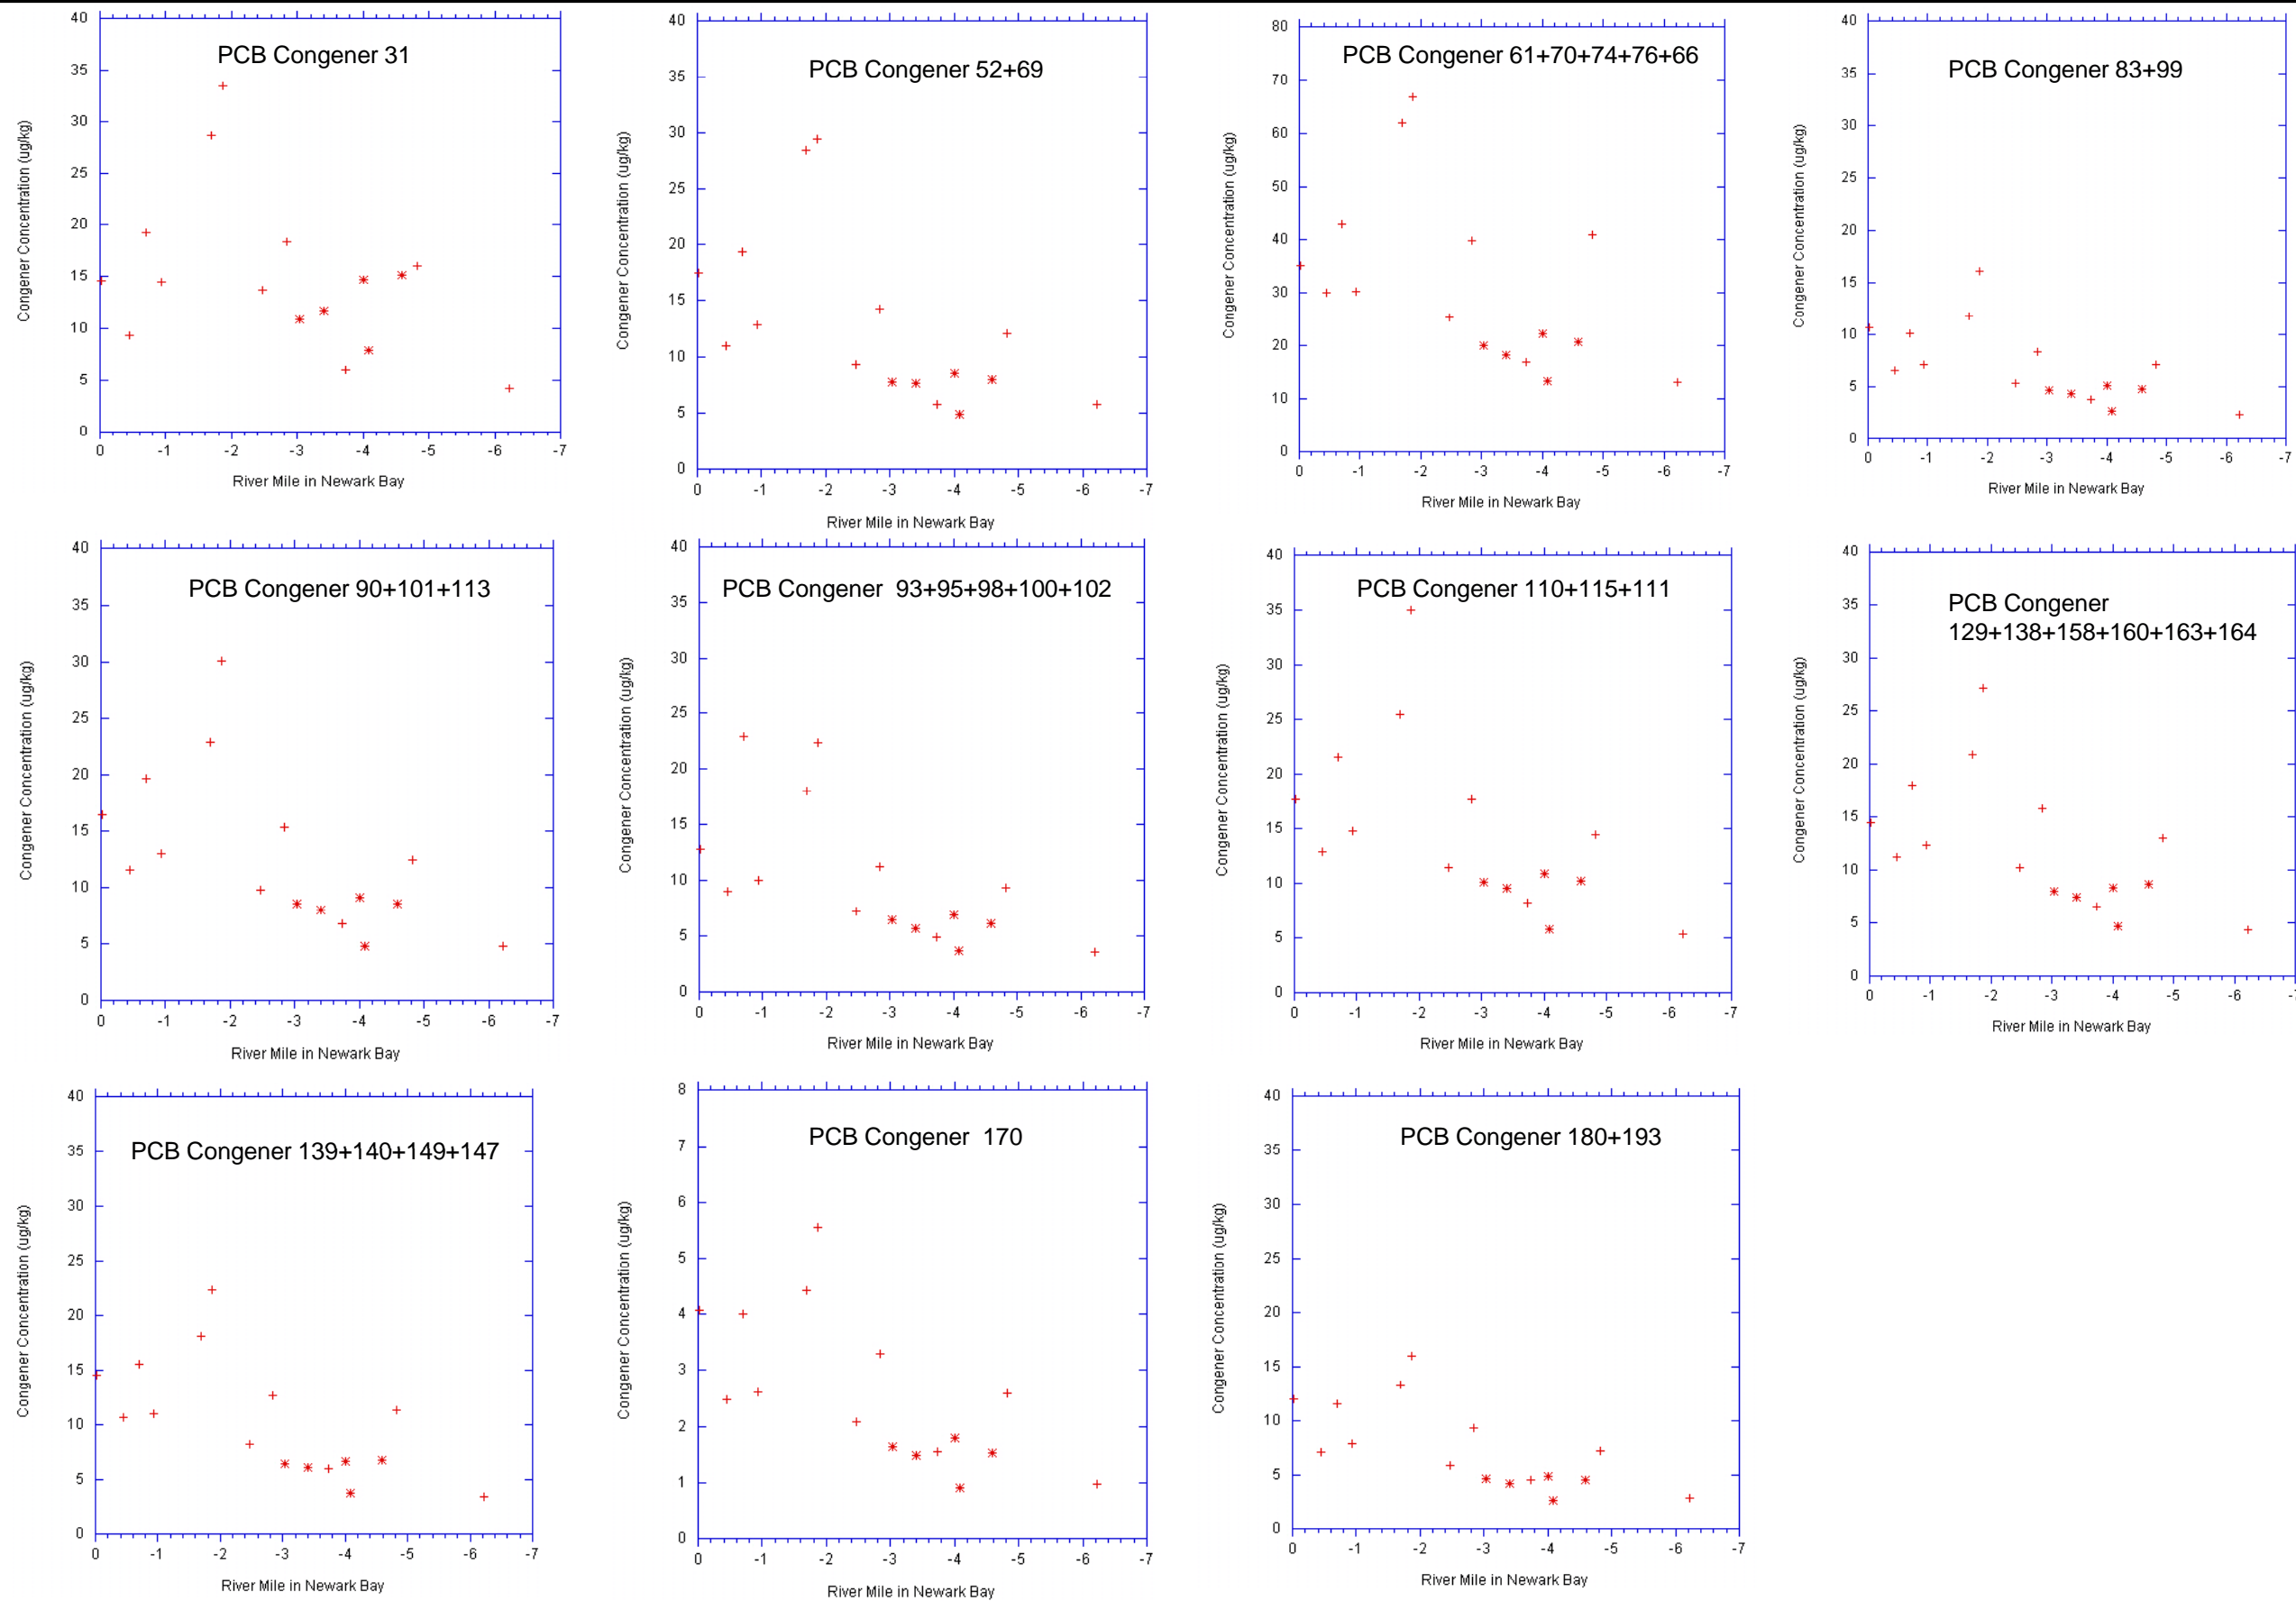 PCB Congener 31
Congener Concentration (ug/kg)
40
35
30
25
20
15
10
5
0
0 -1 -2 -3 -4 -5 -6 -7
River Mile in Newark Bay
PCB Congener 52+69
Congener Concentration (ug/kg)
40
35
30
25
20
15
10
5
0
0 -1 -2 -3 -4 -5 -6 -7
River Mile in Newark Bay
PCB Congener 61+70+74+76+66
Congener Concentration (ug/kg)
80
70
60
50
40
30
20
10
0
0 -1 -2 -3 -4 -5 -6 -7
River Mile in Newark Bay
PCB Congener 83+99
Congener Concentration (ug/kg)
40
35
30
25
20
15
10
5
0
0 -1 -2 -3 -4 -5 -6 -7
River Mile in Newark Bay
PCB Congener 90+101+113
Congener Concentration (ug/kg)
40
35
30
25
20
15
10
5
0
0 -1 -2 -3 -4 -5 -6 -7
River Mile in Newark Bay
PCB Congener 93+95+98+100+102
Congener Concentration (ug/kg)
40
35
30
25
20
15
10
5
0
0 -1 -2 -3 -4 -5 -6 -7
River Mile in Newark Bay
PCB Congener 110+115+111
Congener Concentration (ug/kg)
40
35
30
25
20
15
10
5
0
0 -1 -2 -3 -4 -5 -6 -7
River Mile in Newark Bay
PCB Congener
129+138+158+160+163+164
Congener Concentration (ug/kg)
40
35
30
25
20
15
10
5
0
0 -1 -2 -3 -4 -5 -6
River Mile in Newark Bay
PCB Congener 139+140+149+147
Congener Concentration (ug/kg)
40
35
30
25
20
15
10
5
0
0 -1 -2 -3 -4 -5 -6 -7
River Mile in Newark Bay
PCB Congener 170
Congener Concentration (ug/kg)
8
7
6
5
4
3
2
1
0
0 -1 -2 -3 -4 -5 -6 -7
River Mile in Newark Bay
PCB Congener 180+193
Congener Concentration (ug/kg)
40
35
30
25
20
15
10
5
0
0 -1 -2 -3 -4 -5 -6 -7
River Mile in Newark Bay